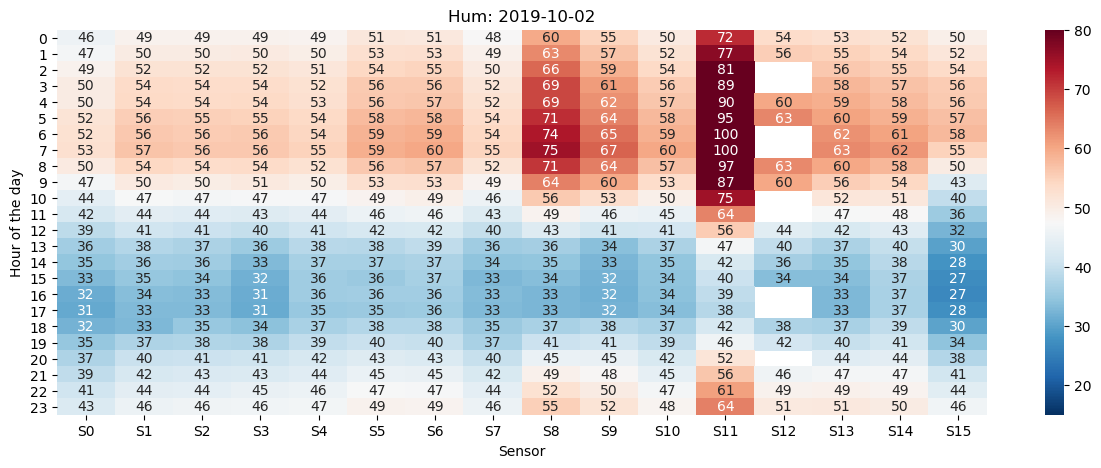 Hum: 2019-10-02
Hour of the day
0 46 49 49 49 49 51 51 48 60 55 50 72 54 53 52 50
1 47 50 50 50 50 53 53 49 63 57 52 77 56 55 54 52
2 49 52 52 52 51 54 55 50 66 59 54 81 56 55 54
3 50 54 54 54 53 56 56 52 69 61 56 89 58 57 56
4 50 54 54 54 53 56 57 52 69 62 57 90 60 59 58 56
5 52 56 55 55 54 58 58 54 71 64 58 95 63 60 59 57
6 52 56 56 56 54 59 59 54 74 65 59 100 62 61 58
7 53 57 56 56 55 59 60 55 75 67 60 100 63 62 55
8 50 54 54 54 52 56 57 52 71 64 57 97 63 60 58 50
9 47 50 50 51 50 53 53 49 64 60 53 87 60 56 54 43
10 44 47 47 47 47 49 49 46 56 53 50 75 52 51 40
11 42 44 44 43 44 46 46 43 49 46 45 64 47 48 36
12 39 41 41 40 41 42 42 40 43 41 41 56 44 42 43 32
13 36 38 37 36 38 38 39 36 36 34 37 47 40 37 40 30
14 35 36 36 33 37 37 37 34 35 33 35 42 36 35 38 28
15 33 35 34 32 36 36 37 33 34 32 34 40 34 34 37 27
16 32 34 33 31 36 36 36 33 33 32 34 39 33 37 27
17 31 33 33 31 35 35 36 33 33 32 34 38 33 37 28
18 32 33 35 34 37 38 38 35 37 38 37 42 38 37 39 30
19 35 37 38 38 39 40 40 37 41 41 39 46 42 40 41 34
20 37 40 41 41 42 43 43 40 45 45 42 52 44 44 38
21 39 42 43 43 44 45 45 42 49 48 45 56 46 47 47 41
22 41 44 44 45 46 47 47 44 52 50 47 61 49 49 49 44
23 43 46 46 46 47 49 49 46 55 52 48 64 51 51 50 46
S0 S1 S2 S3 S4 S5 S6 S7 S8 S9 S10 S11 S12 S13 S14 S15
Sensor
80
70
60
50
40
30
20